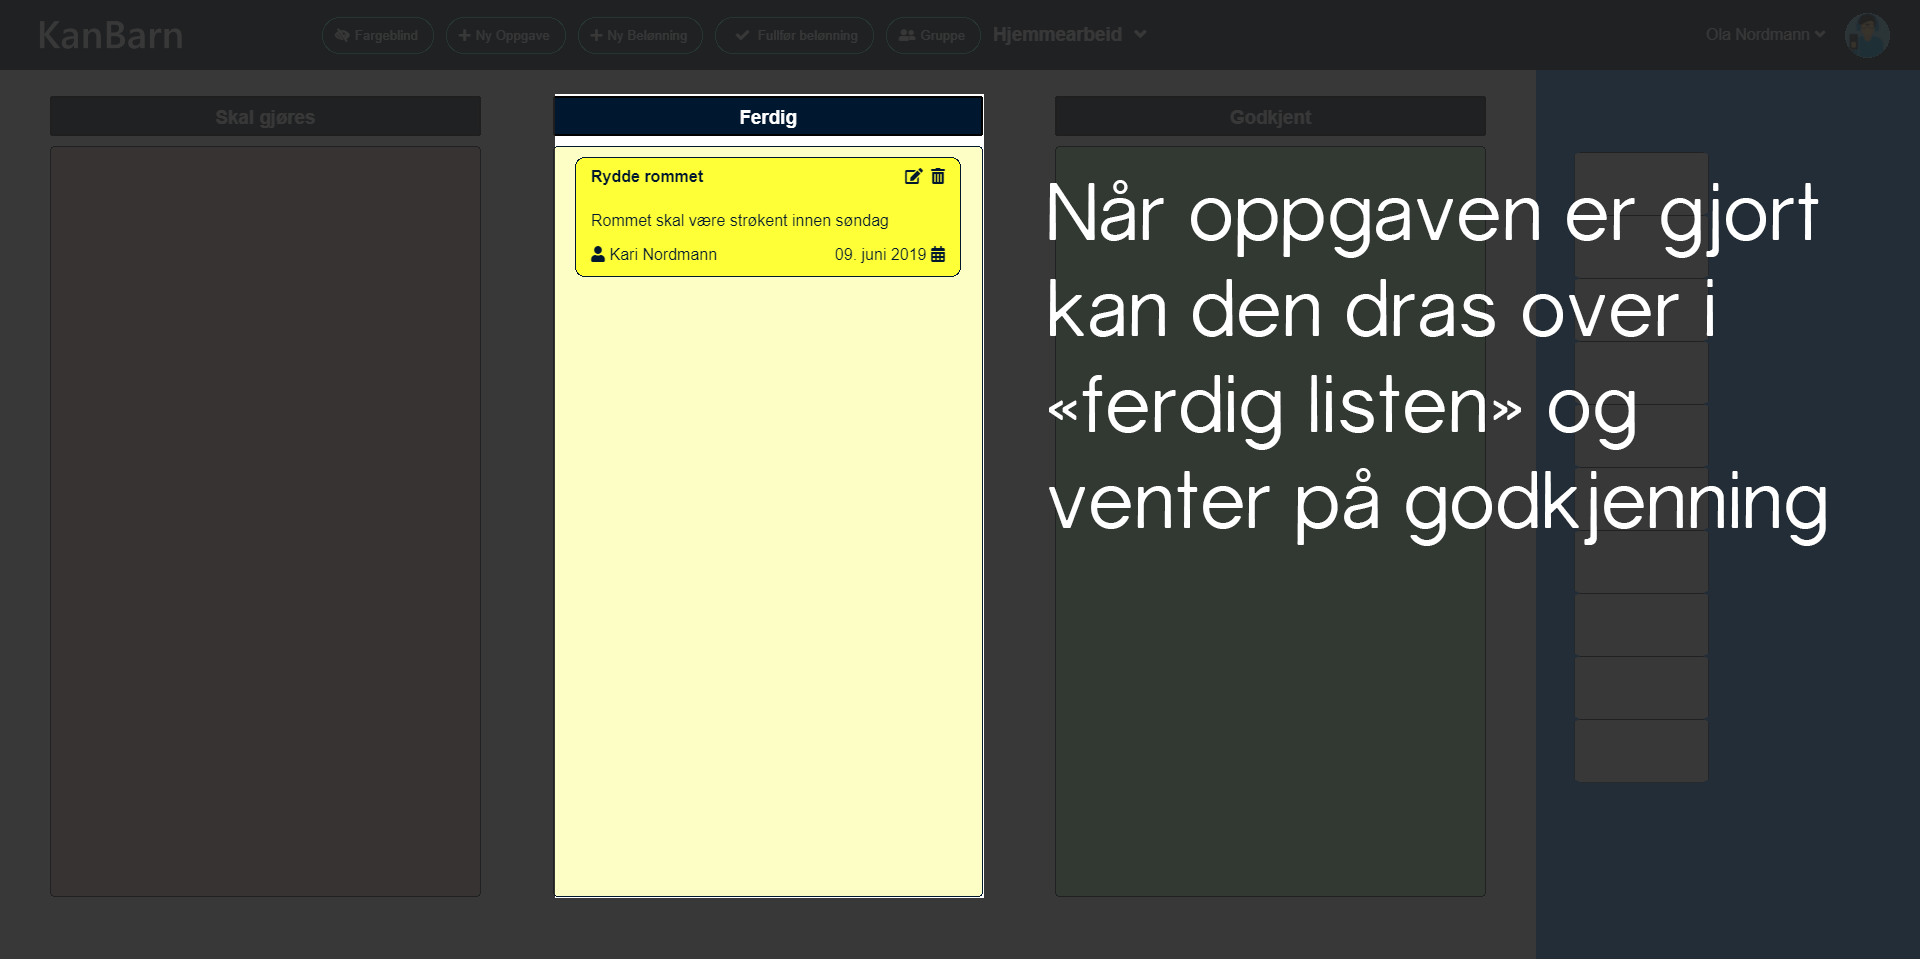 KanBarn
Fargeblind
Ny Oppgave
Ny Belønning
Fullfør belønning
Gruppe
Hjemmearbeid
Ola Nordmann
Skal gjøres
Ferdig
Godkjent
Rydde rommet
Rommet skal være strøkent innen søndag
Kari Nordmann
09. juni 2019
Når oppgaven er gjort
kan den dras over i
«ferdig listen» og
venter på godkjenning